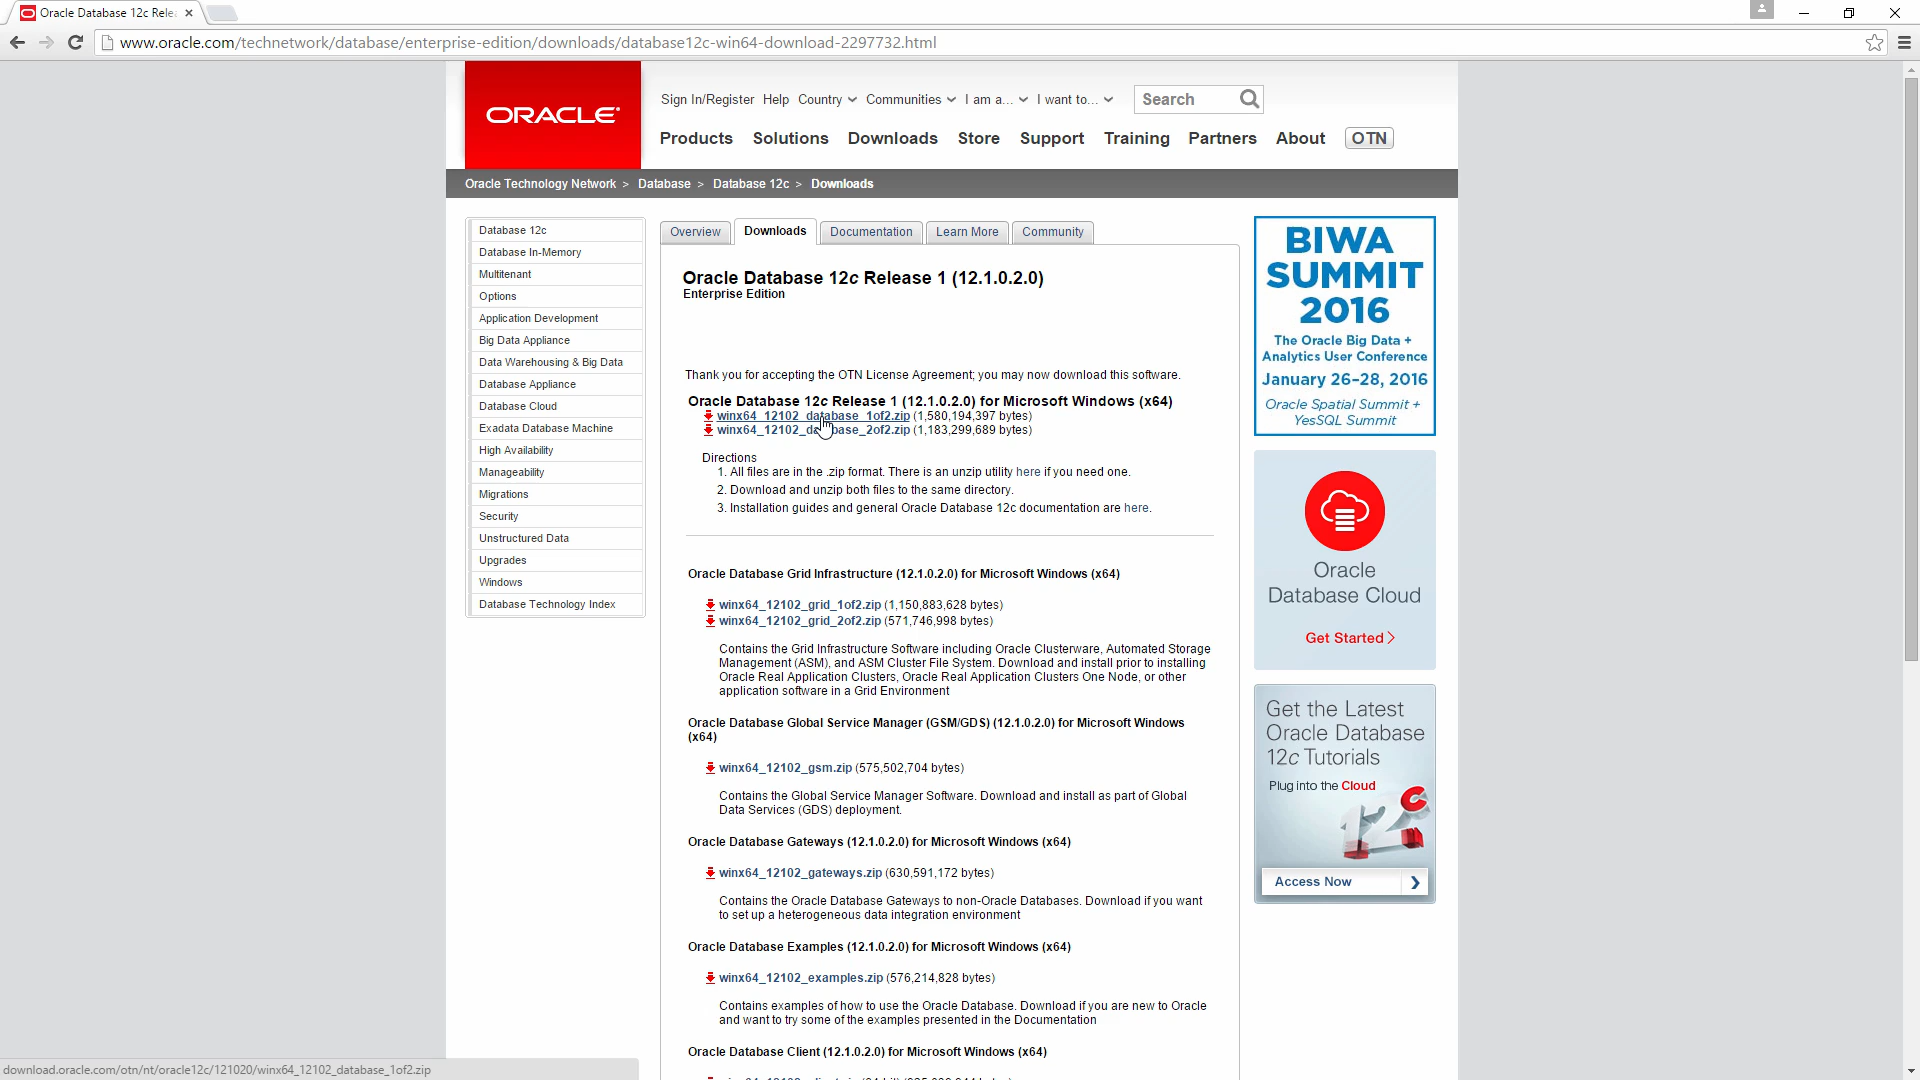 Oracle Database 12c Rele
www.oracle.com/technetwork/database/enterprise-edition/downloads/database12c-win64-download-2297732.html
ORACLE
Sign In/Register Help Country Communities I am a... I want to... Search
Products Solutions Downloads Store Support Training Partners About OTN
Oracle Technology Network > Database > Database 12c > Downloads
Database 12c
Database In-Memory
Multitenant
Options
Application Development
Big Data Appliance
Data Warehousing & Big Data
Database Appliance
Database Cloud
Exadata Database Machine
High Availability
Manageability
Migrations
Security
Unstructured Data
Upgrades
Windows
Database Technology Index
Overview Downloads Documentation Learn More Community
Oracle Database 12c Release 1 (12.1.0.2.0)
Enterprise Edition
Thank you for accepting the OTN License Agreement; you may now download this software.
Oracle Database 12c Release 1 (12.1.0.2.0) for Microsoft Windows (x64)
winx64_12102_database_1of2.zip (1,580,194,397 bytes)
winx64_12102_database_2of2.zip (1,183,299,689 bytes)
Directions
1. All files are in the .zip format. There is an unzip utility here if you need one.
2. Download and unzip both files to the same directory.
3. Installation guides and general Oracle Database 12c documentation are here.
Oracle Database Grid Infrastructure (12.1.0.2.0) for Microsoft Windows (x64)
winx64_12102_grid_1of2.zip (1,150,883,628 bytes)
winx64_12102_grid_2of2.zip (571,746,998 bytes)
Contains the Grid Infrastructure Software including Oracle Clusterware, Automated Storage
Management (ASM), and ASM Cluster File System. Download and install prior to installing
Oracle Real Application Clusters, Oracle Real Application Clusters One Node, or other
application software in a Grid Environment
Oracle Database Global Service Manager (GSM/GDS) (12.1.0.2.0) for Microsoft Windows
(x64)
winx64_12102_gsm.zip (575,502,704 bytes)
Contains the Global Service Manager Software. Download and install as part of Global
Data Services (GDS) deployment.
Oracle Database Gateways (12.1.0.2.0) for Microsoft Windows (x64)
winx64_12102_gateways.zip (630,591,172 bytes)
Contains the Oracle Database Gateways to non-Oracle Databases. Download if you want
to set up a heterogeneous data integration environment
Oracle Database Examples (12.1.0.2.0) for Microsoft Windows (x64)
winx64_12102_examples.zip (576,214,828 bytes)
Contains examples of how to use the Oracle Database. Download if you are new to Oracle
and want to try some of the examples presented in the Documentation
Oracle Database Client (12.1.0.2.0) for Microsoft Windows (x64)
BIWA
SUMMIT
2016
The Oracle Big Data +
Analytics User Conference
January 26–28, 2016
Oracle Spatial Summit +
YesSQL Summit
Oracle
Database Cloud
Get Started
Get the Latest
Oracle Database
12c Tutorials
Plug into the Cloud
12c
Access Now
download.oracle.com/otn/nt/oracle12c/121020/winx64_12102_database_1of2.zip